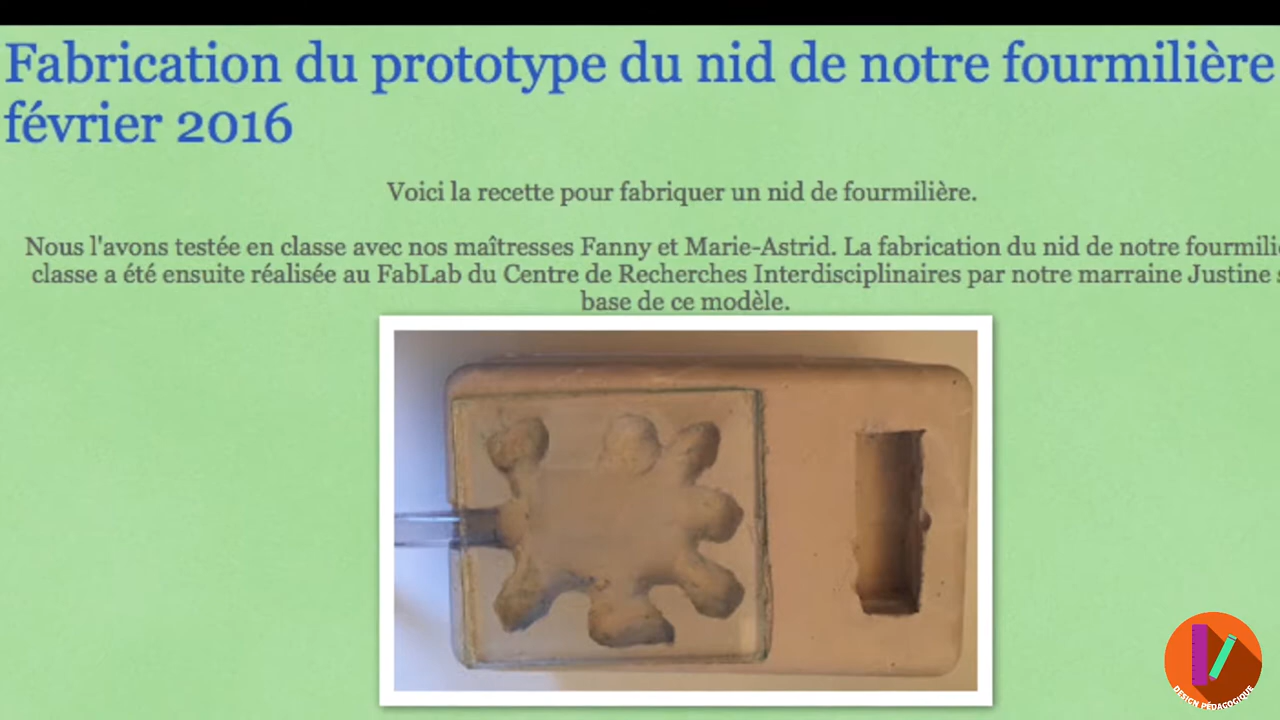 Fabrication du prototype du nid de notre fourmilière
février 2016
Voici la recette pour fabriquer un nid de fourmilière.
Nous l'avons testée en classe avec nos maîtresses Fanny et Marie-Astrid. La fabrication du nid de notre
classe a été ensuite réalisée au FabLab du Centre de Recherches Interdisciplinaires par notre marraine Justine
base de ce modèle.
DESIGN PÉDAGOGIQUE